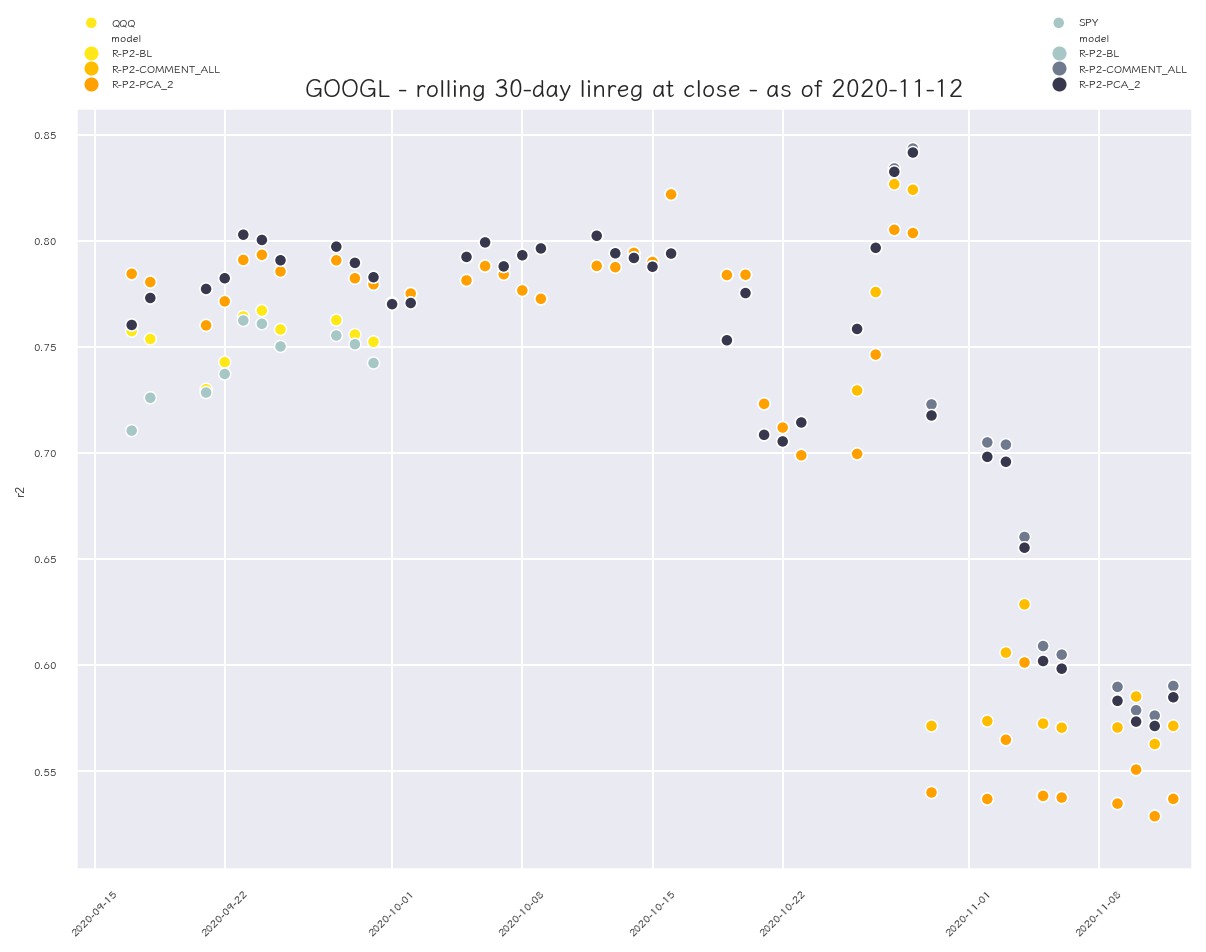 QQQ
model
R-P2-BL
R-P2-COMMENT_ALL
R-P2-PCA_2
SPY
model
R-P2-BL
R-P2-COMMENT_ALL
R-P2-PCA_2
GOOGL - rolling 30-day linreg at close - as of 2020-11-12
0.85
0.80
0.75
0.70
0.65
0.60
0.55
r2
2020-09-15
2020-09-22
2020-10-01
2020-10-08
2020-10-15
2020-10-22
2020-11-01
2020-11-08